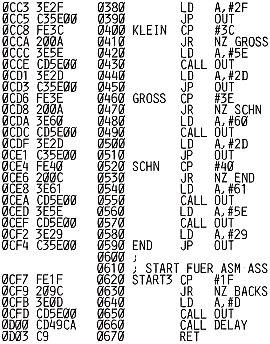 0CC3 3E2F 0380 LD A,#2F
0CC5 C35E00 0390 JP OUT
0CC8 FE3C 0400 KLEIN CP #3C
0CCA 200A 0410 JR NZ GROSS
0CCC 3E5E 0420 LD A,#5E
0CCE CD5E00 0430 CALL OUT
0CD1 3E2D 0440 LD A,#2D
0CD3 C35E00 0450 JP OUT
0CD6 FE3E 0460 GROSS CP #3E
0CD8 200A 0470 JR NZ SCHN
0CDA 3E60 0480 LD A,#60
0CDC CD5E00 0490 CALL OUT
0CDF 3E2D 0500 LD A,#2D
0CE1 C35E00 0510 JP OUT
0CE4 FE40 0520 SCHN CP #40
0CE6 200C 0530 JR NZ END
0CE8 3E61 0540 LD A,#61
0CEA CD5E00 0550 CALL OUT
0CED 3E5E 0560 LD A,#5E
0CEF CD5E00 0570 CALL OUT
0CF2 3E29 0580 LD A,#29
0CF4 C35E00 0590 END JP OUT
0600 ;
0610 ; START FUER ASM ASS
0CF7 FE1F 0620 START3 CP #1F
0CF9 209C 0630 JR NZ BACKS
0CFB 3E0D 0640 LD A,#D
0CFD CD5E00 0650 CALL OUT
0D00 CD49CA 0660 CALL DELAY
0D03 C9 0670 RET